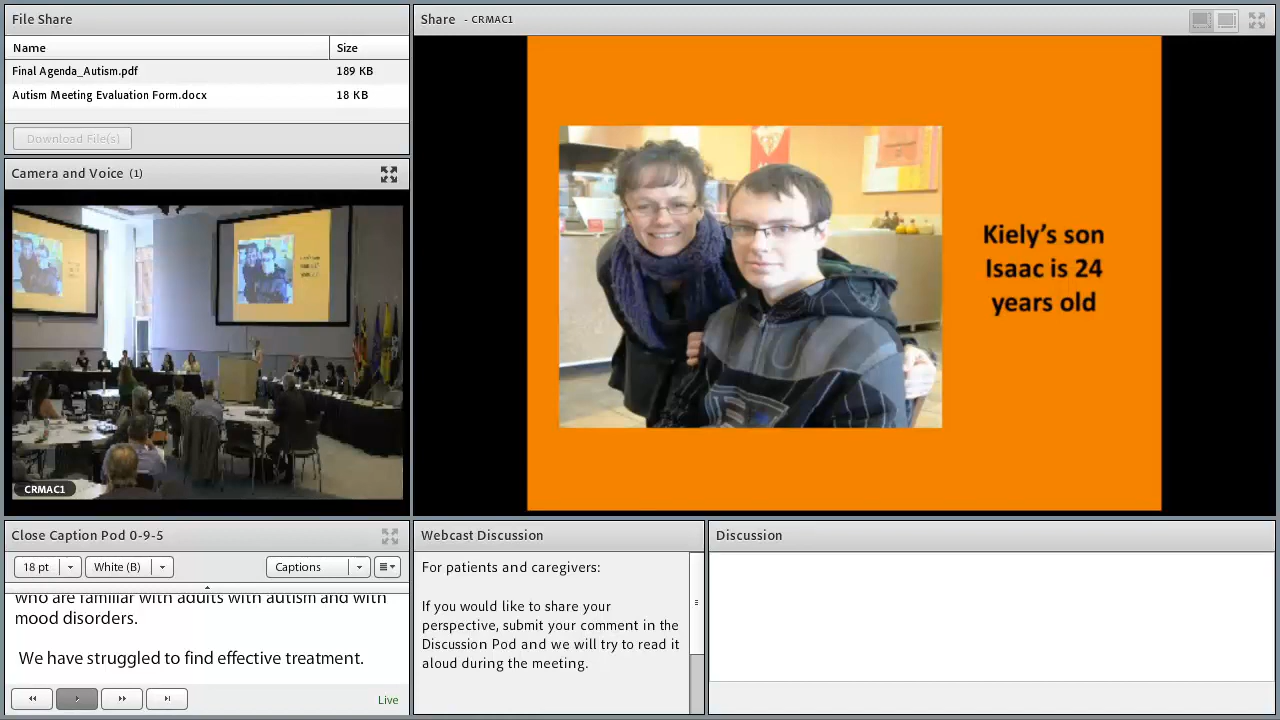 File Share
Name Size
Final Agenda_Autism.pdf 189 KB
Autism Meeting Evaluation Form.docx 18 KB
Download File(s)
Camera and Voice (1)
CRMAC1
Close Caption Pod 0-9-5
18 pt White (B) Captions
who are familiar with adults with autism and with
mood disorders.
We have struggled to find effective treatment.
Live
Share - CRMAC1
Kiely's son
Isaac is 24
years old
Webcast Discussion
For patients and caregivers:
If you would like to share your
perspective, submit your comment in the
Discussion Pod and we will try to read it
aloud during the meeting.
Discussion